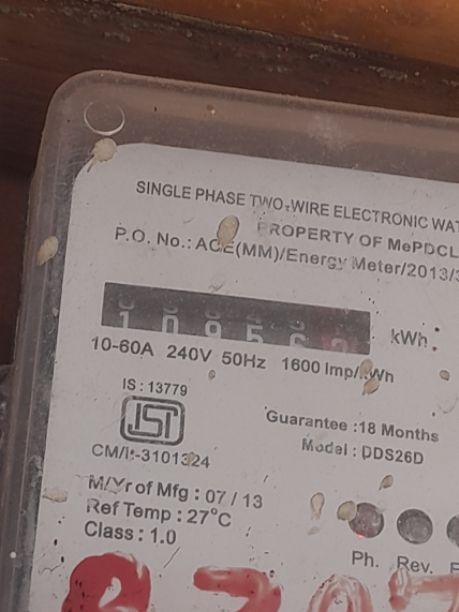 SINGLE PHASE TWO-WIRE ELECTRONIC WAT
PROPERTY OF MePDCL
P.O. No.: ACE(MM)/Energy Meter/2013/
kWh
10-60A 240V 50Hz 1600 Imp/kWh
IS : 13779
ISI
CM/L-3101324
Guarantee :18 Months
Model : DDS26D
M/Yr of Mfg : 07 / 13
Ref Temp : 27°C
Class : 1.0
Ph. Rev.